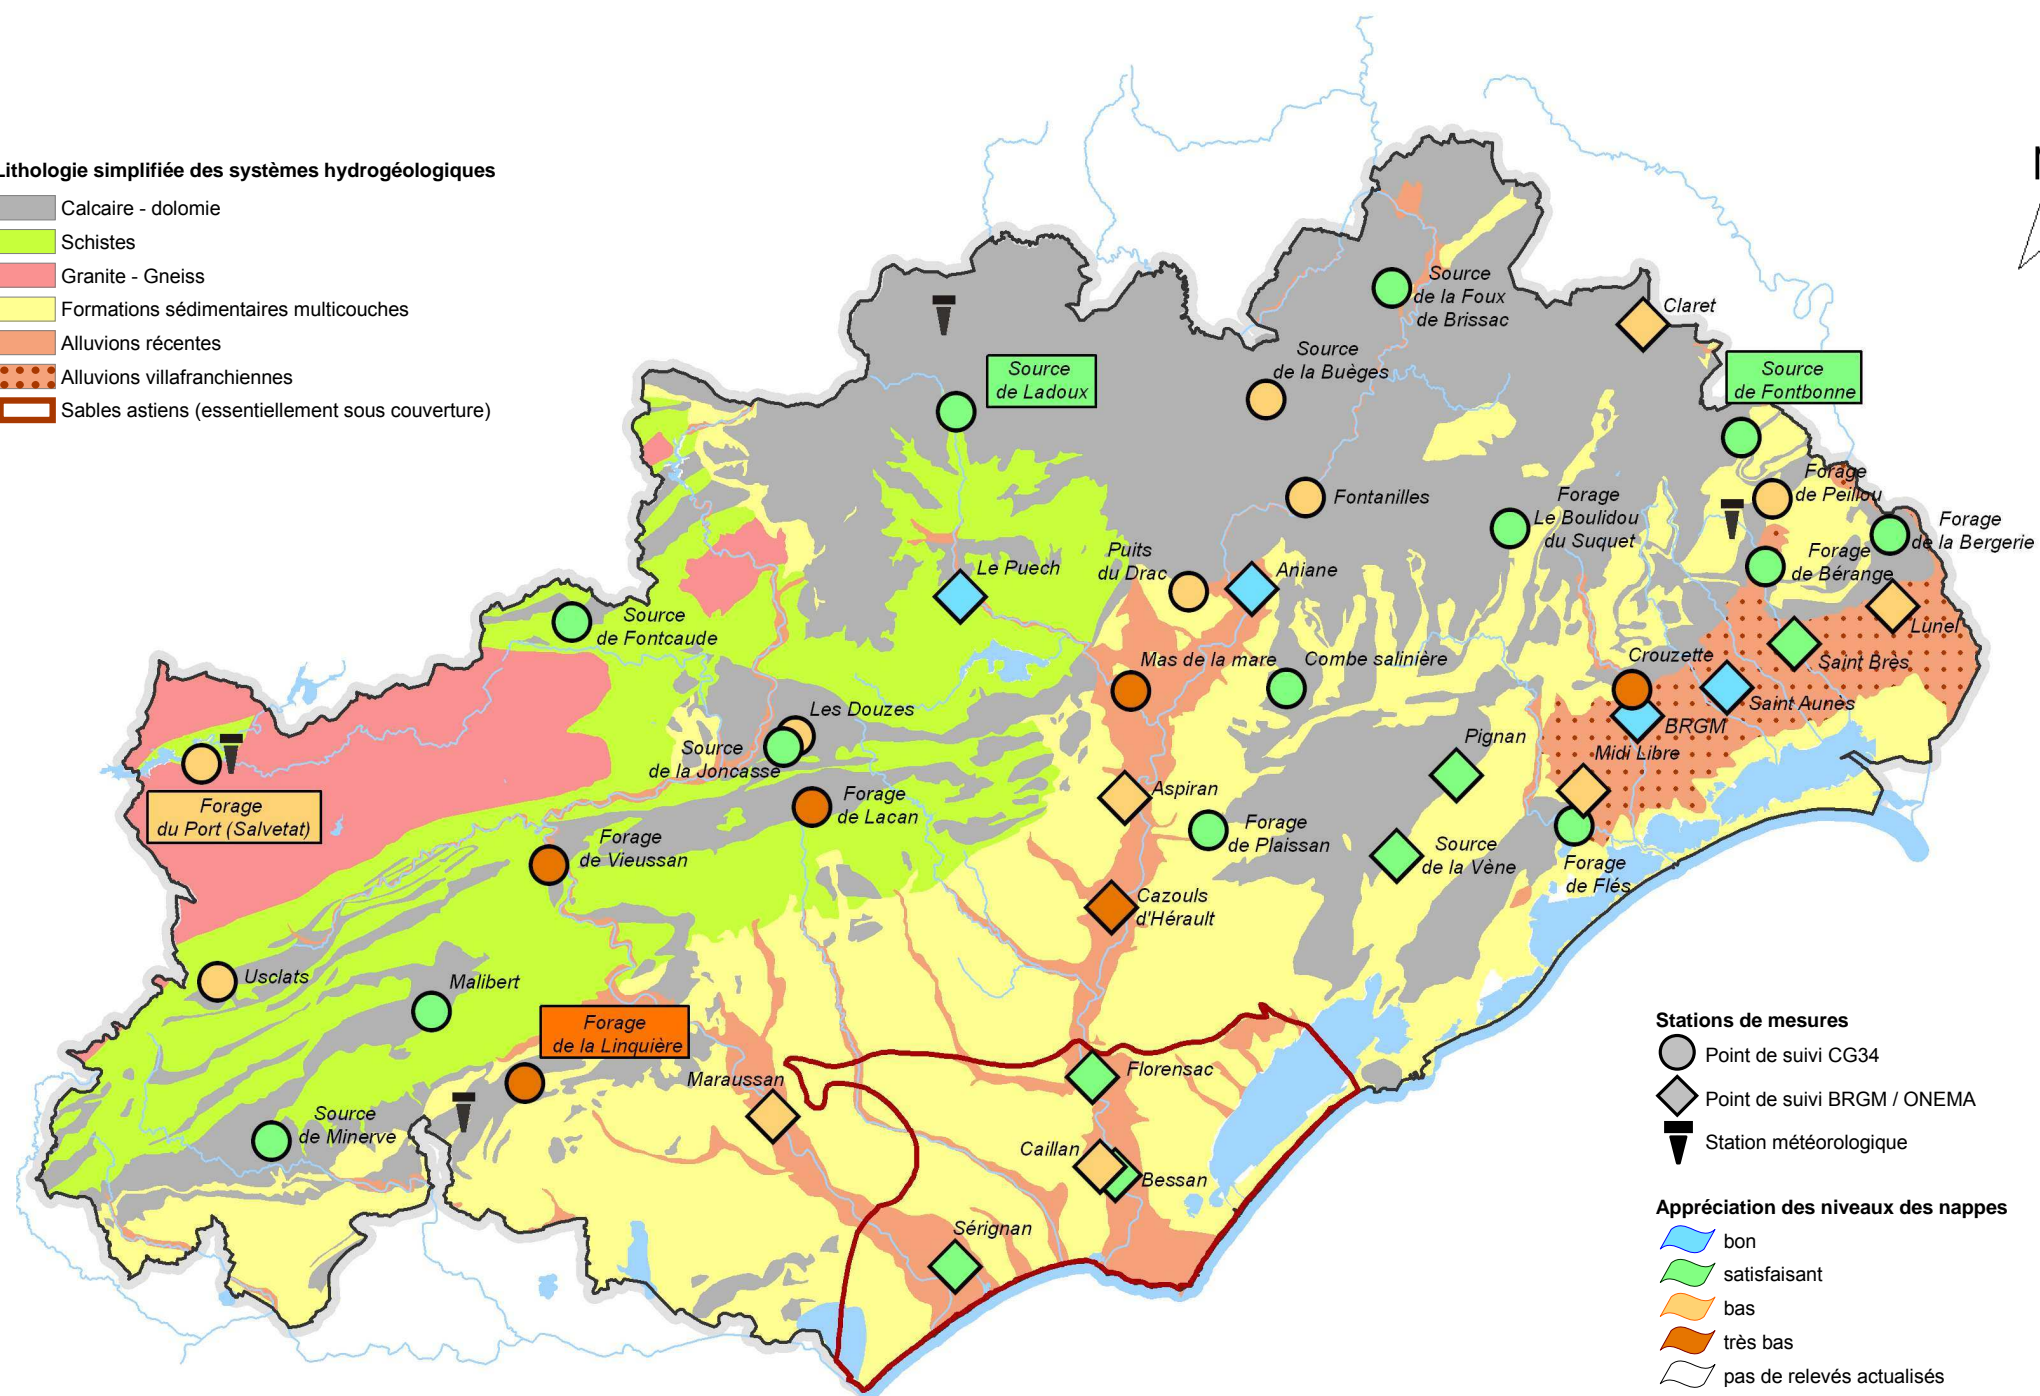 Lithologie simplifiée des systèmes hydrogéologiques
Calcaire - dolomie
Schistes
Granite - Gneiss
Formations sédimentaires multicouches
Alluvions récentes
Alluvions villafranchiennes
Sables astiens (essentiellement sous couverture)
Source
de la Foux
de Brissac
Claret
Source
de la Buèges
Source
de Ladoux
Source
de Fontbonne
Forage
de Peillou
Fontanilles
Forage
Le Boulidou
du Suquet
Forage
de la Bergerie
Forage
de Bérange
Puits
du Drac
Aniane
Le Puech
Source
de Fontcaude
Lunel
Saint Brès
Mas de la mare
Combe salinière
Crouzette
Saint Aunès
BRGM
Les Douzes
Source
de la Joncasse
Pignan
Midi Libre
Forage
du Port (Salvetat)
Forage
de Lacan
Aspiran
Forage
de Plaissan
Forage
de Vieussan
Source
de la Vène
Forage
de Flés
Cazouls
d'Hérault
Usclats
Malibert
Forage
de la Linquière
Maraussan
Florensac
Source
de Minerve
Caillan
Bessan
Sérignan
Stations de mesures
Point de suivi CG34
Point de suivi BRGM / ONEMA
Station météorologique
Appréciation des niveaux des nappes
bon
satisfaisant
bas
très bas
pas de relevés actualisés